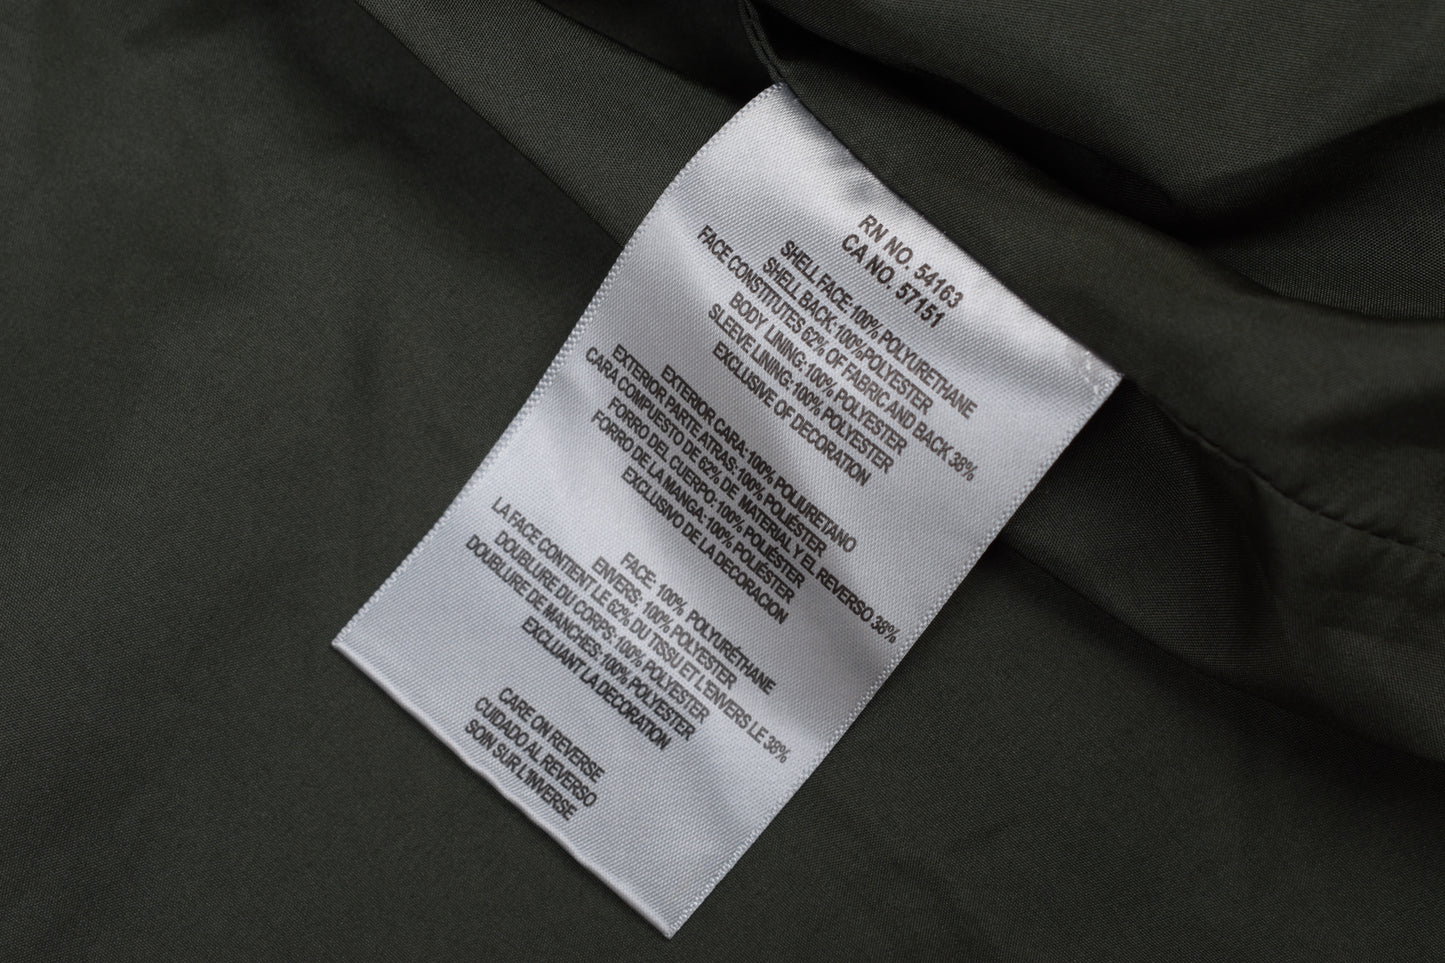 RN NO. 54163
CA NO. 57151
SHELL FACE:100% POLYURETHANE
SHELL BACK:100%POLYESTER
FACE CONSTITUTES 62% OF FABRIC AND BACK 38%
BODY LINING:100% POLYESTER
SLEEVE LINING:100% POLYESTER
EXCLUSIVE OF DECORATION
EXTERIOR CARA:100% POLIURETANO
EXTERIOR PARTE ATRAS:100% POLIÉSTER
CARA COMPUESTO DE 62% DE MATERIAL Y EL REVERSO 38%
FORRO DEL CUERPO:100% POLIÉSTER
FORRO DE LA MANGA:100% POLIÉSTER
EXCLUSIVO DE LA DECORACION
FACE: 100% POLYURÉTHANE
ENVERS: 100% POLYESTER
LA FACE CONTIENT LE 62% DU TISSU ET L'ENVERS LE 38%
DOUBLURE DU CORPS:100% POLYESTER
DOUBLURE DE MANCHES:100% POLYESTER
EXCLUANT LA DECORATION
CARE ON REVERSE
CUIDADO AL REVERSO
SOIN SUR L'INVERSE